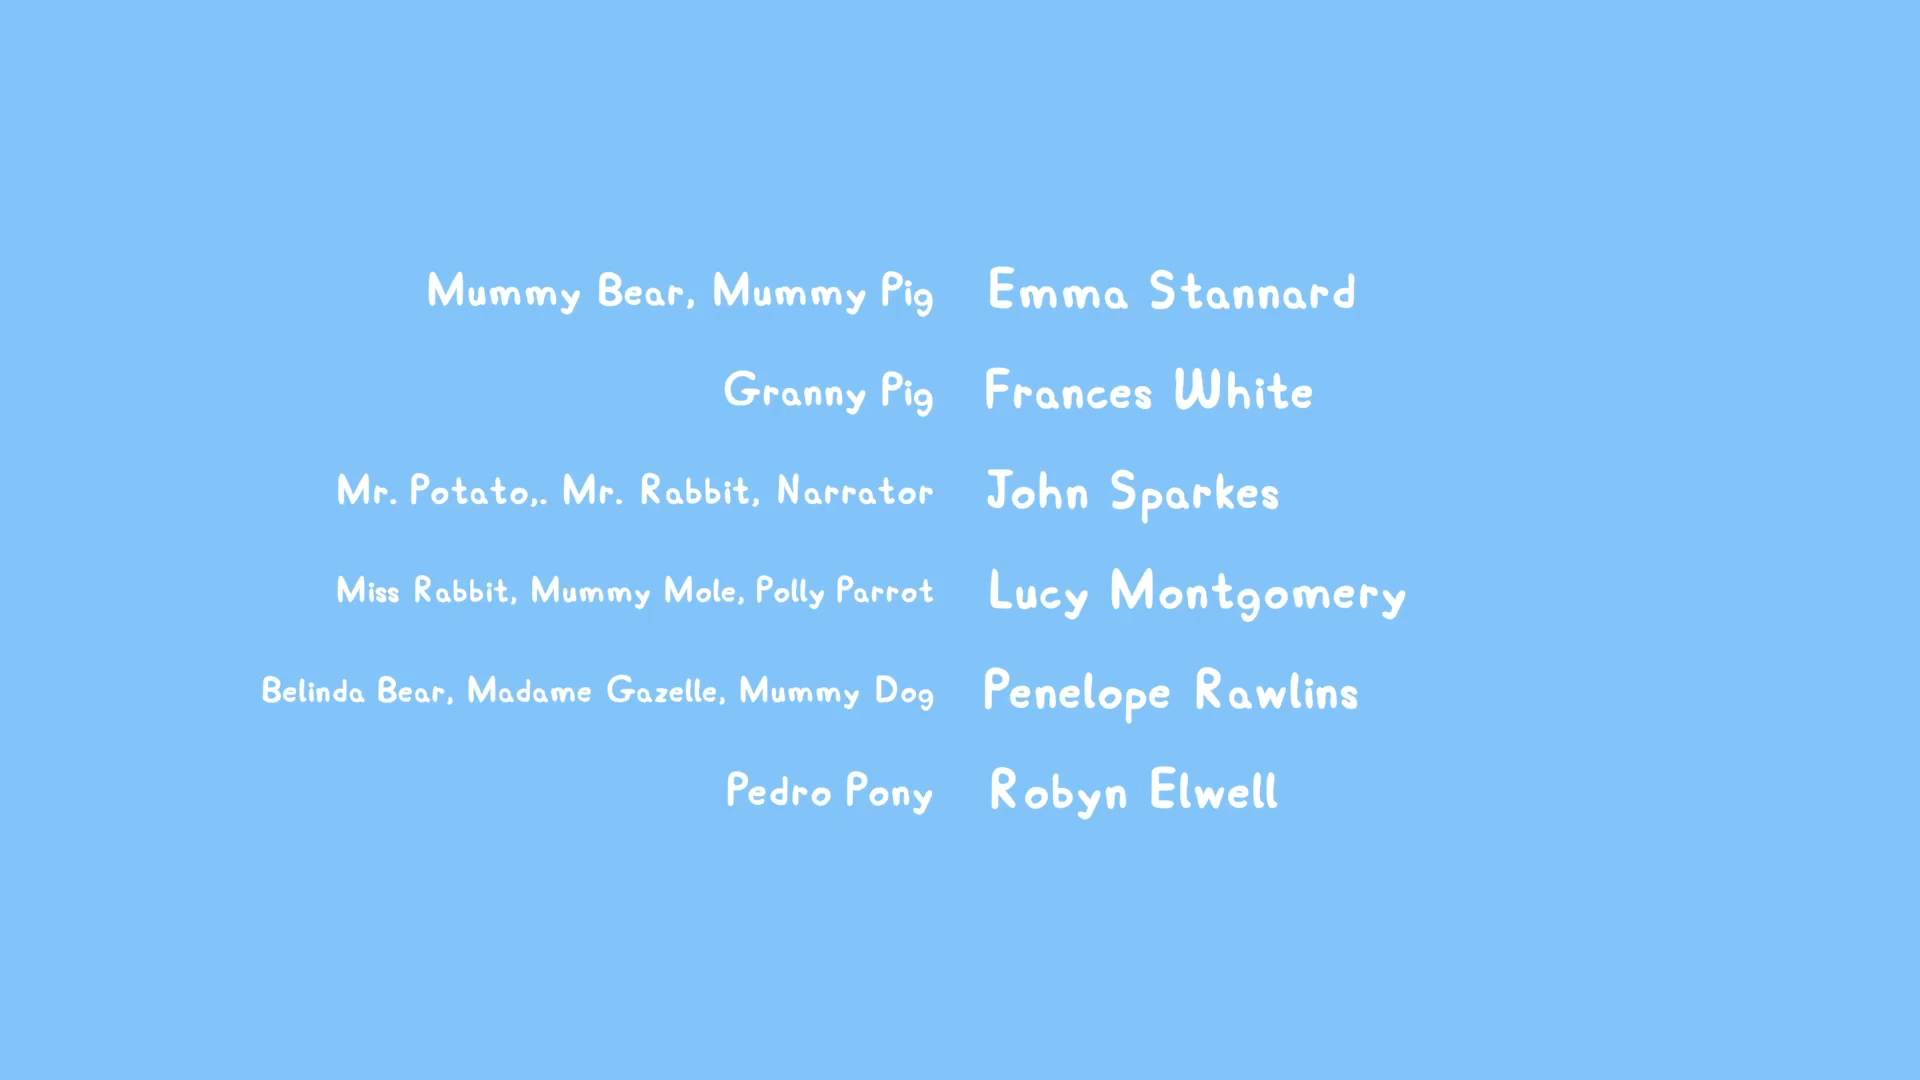 Mummy Bear, Mummy Pig Emma Stannard
Granny Pig Frances White
Mr. Potato,. Mr. Rabbit, Narrator John Sparkes
Miss Rabbit, Mummy Mole, Polly Parrot Lucy Montgomery
Belinda Bear, Madame Gazelle, Mummy Dog Penelope Rawlins
Pedro Pony Robyn Elwell